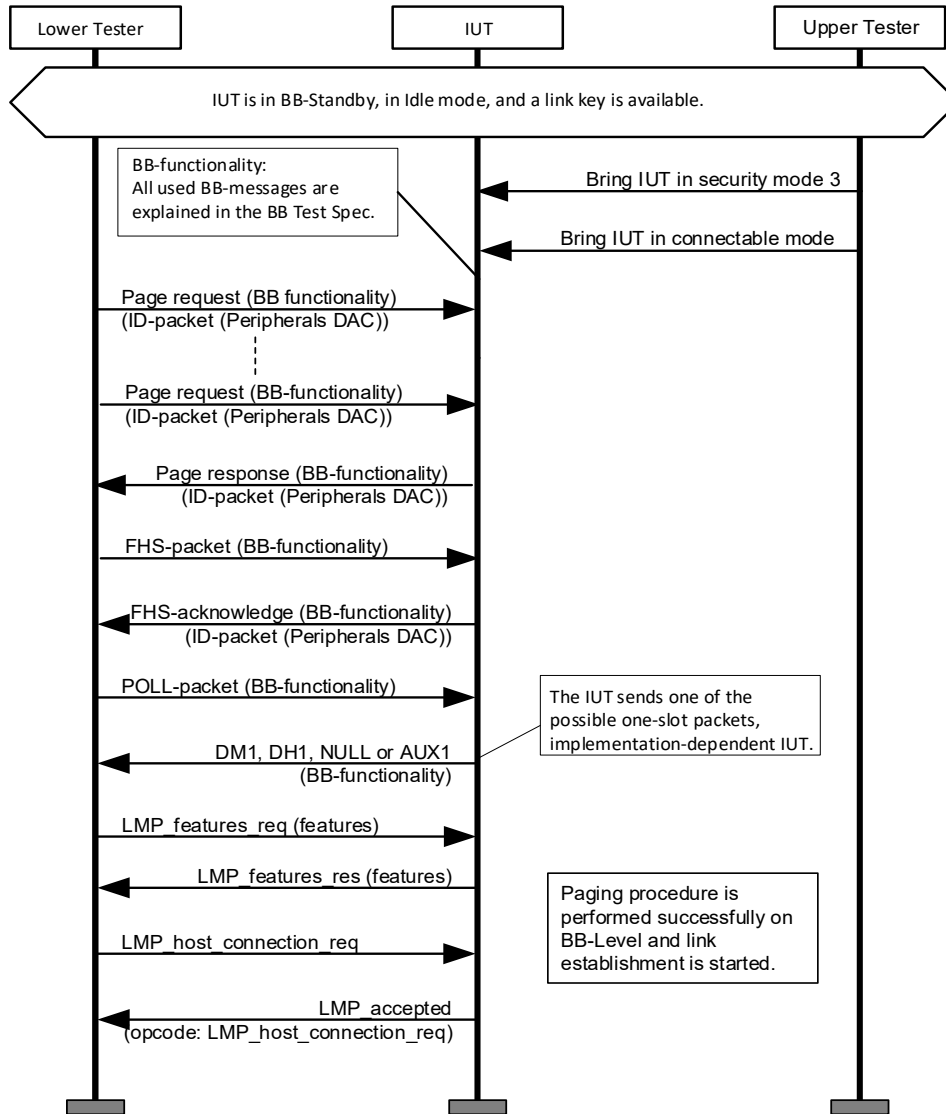 Lower Tester
IUT
Upper Tester
IUT is in BB-Standby, in Idle mode, and a link key is available.
BB-functionality:
All used BB-messages are
explained in the BB Test Spec.
Bring IUT in security mode 3
Bring IUT in connectable mode
Page request (BB functionality)
(ID-packet (Peripherals DAC))
Page request (BB-functionality)
(ID-packet (Peripherals DAC))
Page response (BB-functionality)
(ID-packet (Peripherals DAC))
FHS-packet (BB-functionality)
FHS-acknowledge (BB-functionality)
(ID-packet (Peripherals DAC))
POLL-packet (BB-functionality)
The IUT sends one of the
possible one-slot packets,
implementation-dependent IUT.
DM1, DH1, NULL or AUX1
(BB-functionality)
LMP_features_req (features)
LMP_features_res (features)
Paging procedure is
performed successfully on
BB-Level and link
establishment is started.
LMP_host_connection_req
LMP_accepted
(opcode: LMP_host_connection_req)